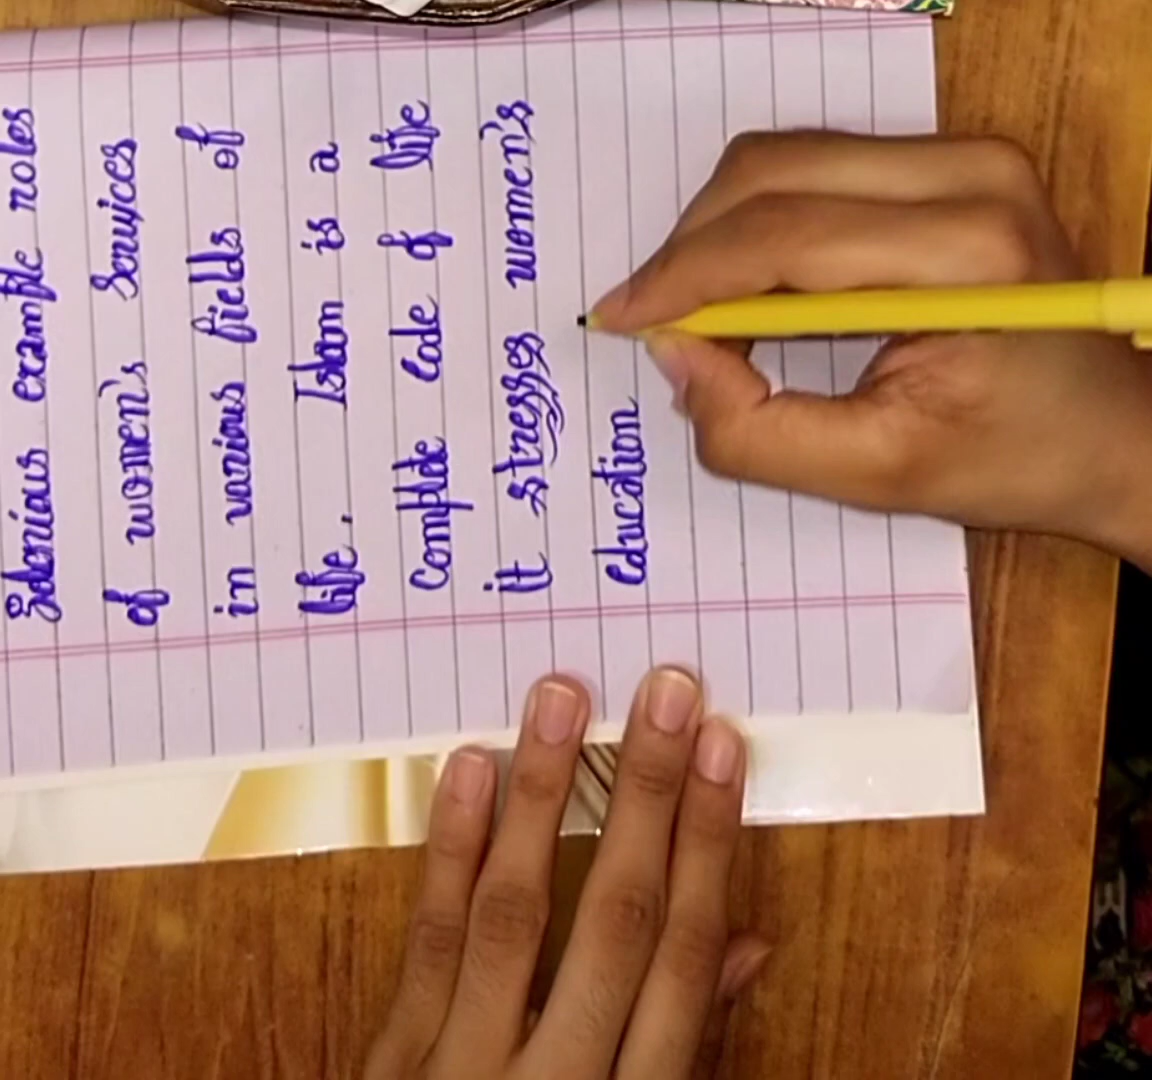 example roles
of women's Services
in various fields of
life. Islam is a
Complete Code of life
it stresses women's
education